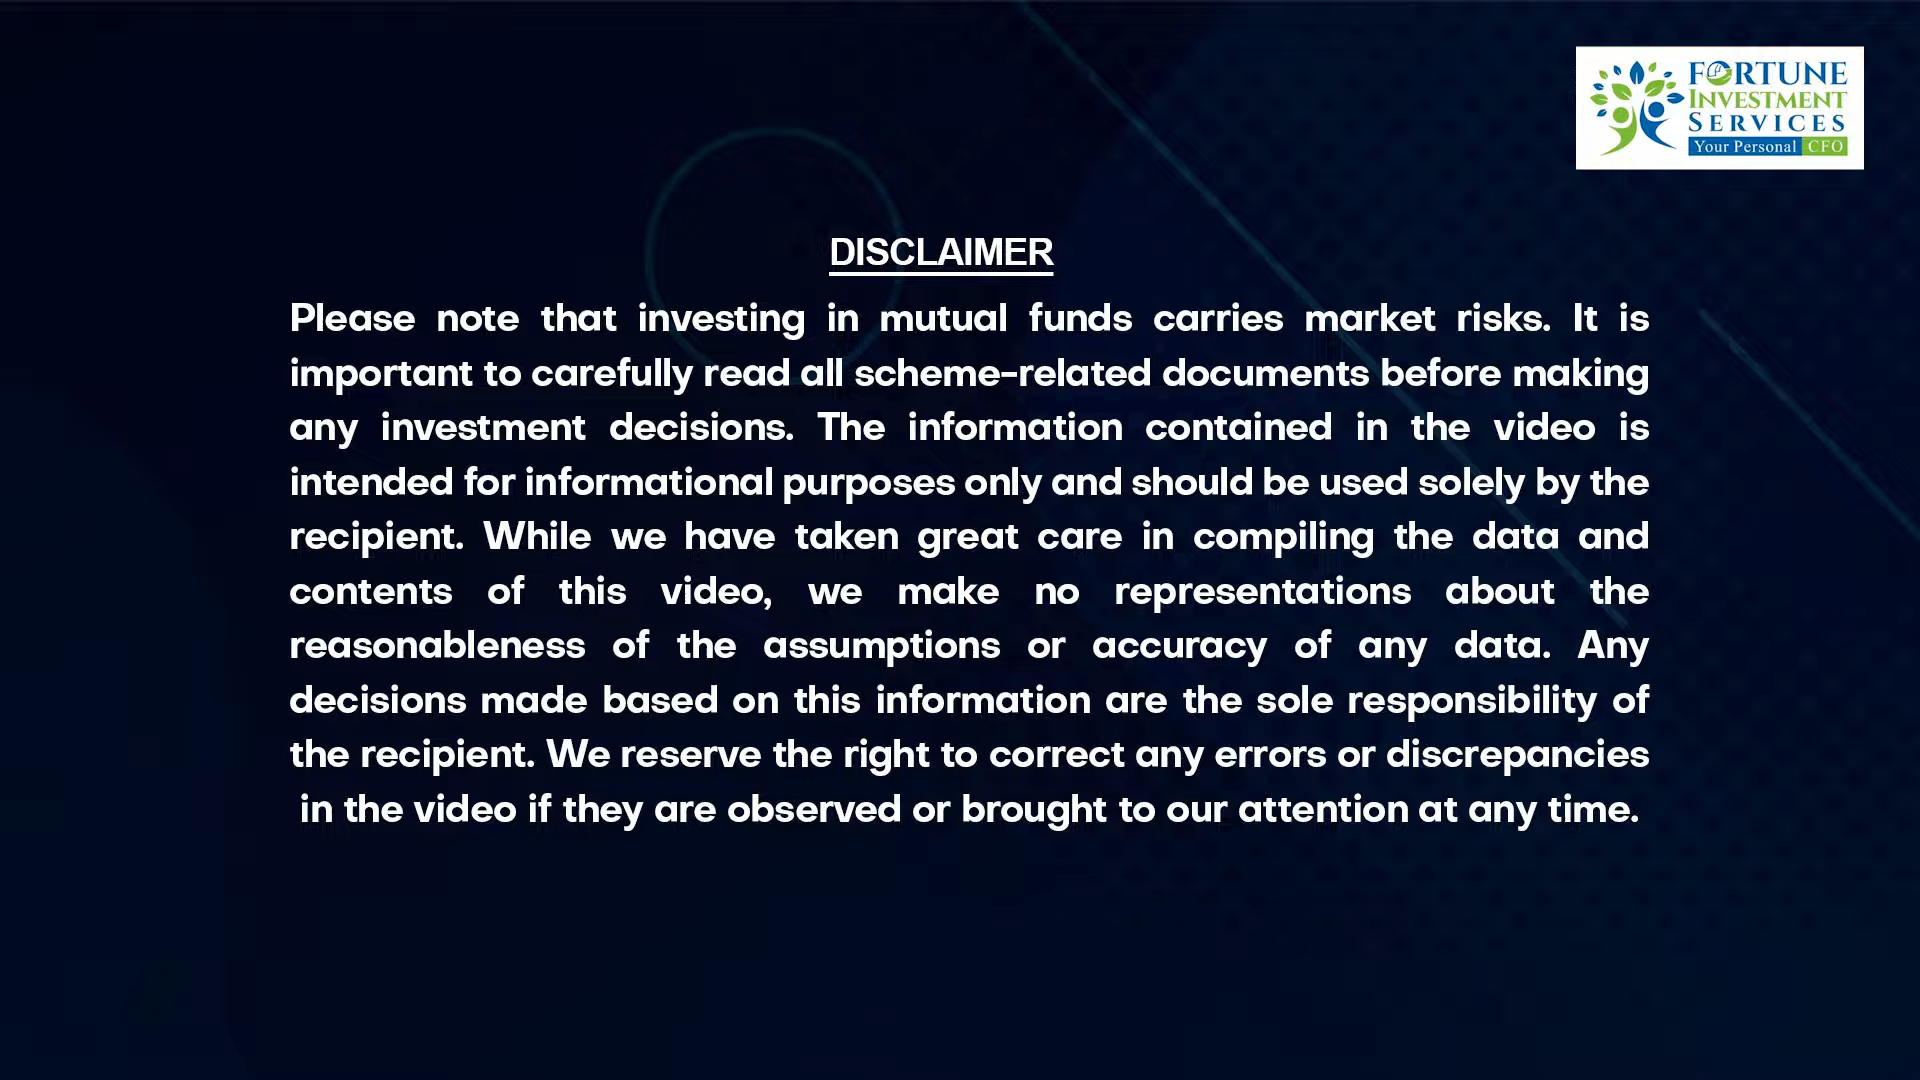 FORTUNE
INVESTMENT
SERVICES
Your Personal CFO
DISCLAIMER
Please note that investing in mutual funds carries market risks. It is
important to carefully read all scheme-related documents before making
any investment decisions. The information contained in the video is
intended for informational purposes only and should be used solely by the
recipient. While we have taken great care in compiling the data and
contents of this video, we make no representations about the
reasonableness of the assumptions or accuracy of any data. Any
decisions made based on this information are the sole responsibility of
the recipient. We reserve the right to correct any errors or discrepancies
in the video if they are observed or brought to our attention at any time.